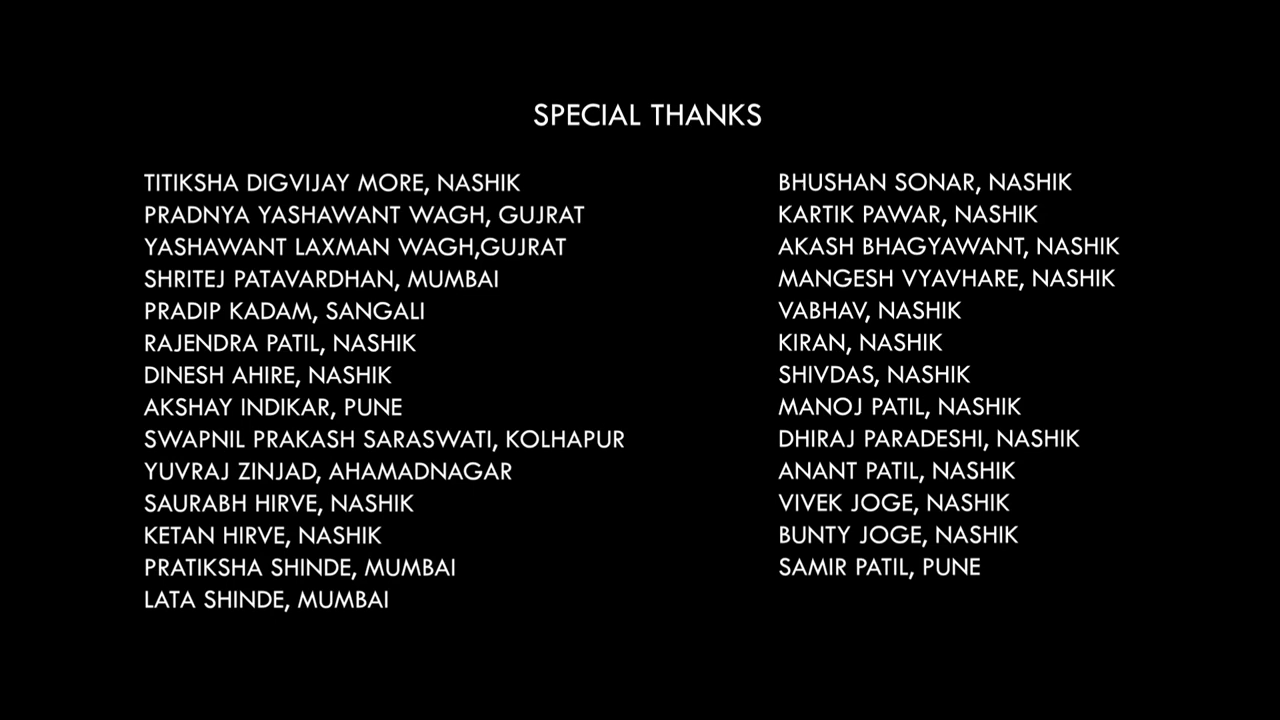 SPECIAL THANKS
TITIKSHA DIGVIJAY MORE, NASHIK
PRADNYA YASHAWANT WAGH, GUJRAT
YASHAWANT LAXMAN WAGH,GUJRAT
SHRITEJ PATAVARDHAN, MUMBAI
PRADIP KADAM, SANGALI
RAJENDRA PATIL, NASHIK
DINESH AHIRE, NASHIK
AKSHAY INDIKAR, PUNE
SWAPNIL PRAKASH SARASWATI, KOLHAPUR
YUVRAJ ZINJAD, AHAMADNAGAR
SAURABH HIRVE, NASHIK
KETAN HIRVE, NASHIK
PRATIKSHA SHINDE, MUMBAI
LATA SHINDE, MUMBAI
BHUSHAN SONAR, NASHIK
KARTIK PAWAR, NASHIK
AKASH BHAGYAWANT, NASHIK
MANGESH VYAVHARE, NASHIK
VABHAV, NASHIK
KIRAN, NASHIK
SHIVDAS, NASHIK
MANOJ PATIL, NASHIK
DHIRAJ PARADESHI, NASHIK
ANANT PATIL, NASHIK
VIVEK JOGE, NASHIK
BUNTY JOGE, NASHIK
SAMIR PATIL, PUNE